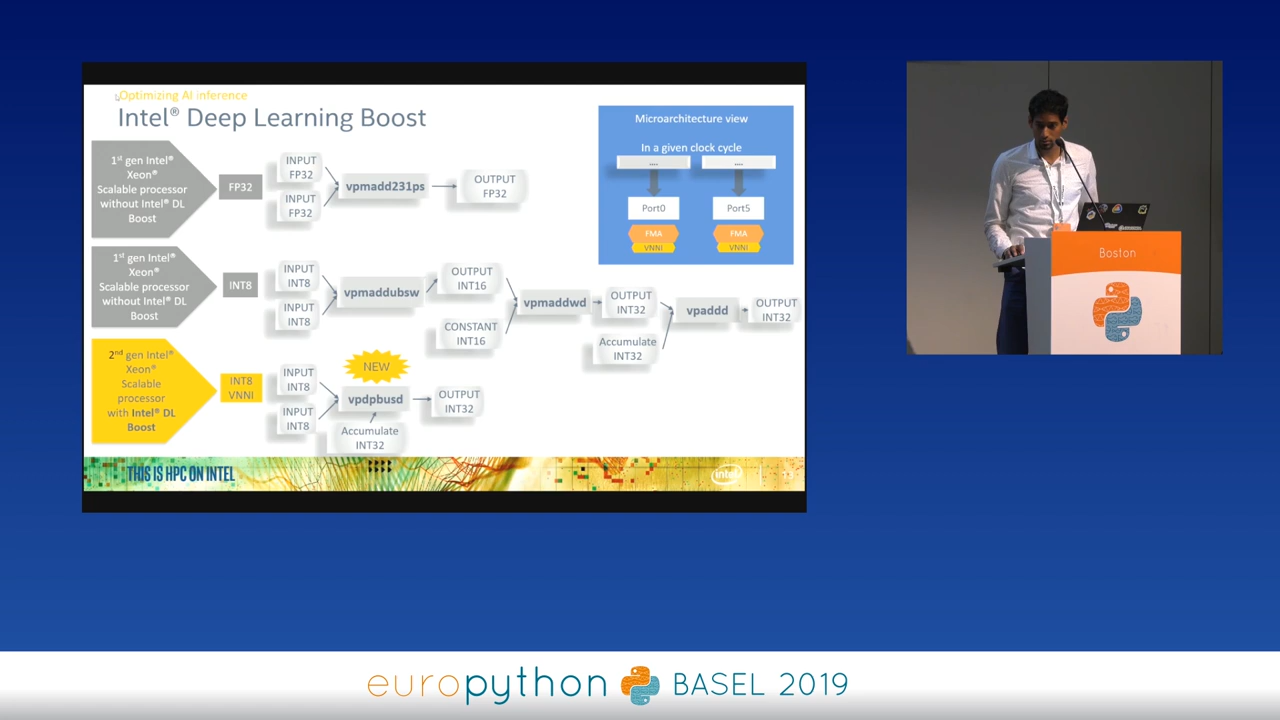 Optimizing AI inference
Intel® Deep Learning Boost
1st gen Intel®
Xeon®
Scalable processor
without Intel® DL
Boost
FP32
INPUT
FP32
INPUT
FP32
vpmadd231ps
OUTPUT
FP32
1st gen Intel®
Xeon®
Scalable processor
without Intel® DL
Boost
INT8
INPUT
INT8
INPUT
INT8
vpmaddubsw
OUTPUT
INT16
CONSTANT
INT16
vpmaddwd
OUTPUT
INT32
Accumulate
INT32
vpaddd
OUTPUT
INT32
2nd gen Intel®
Xeon®
Scalable
processor
with Intel® DL
Boost
INT8
VNNI
INPUT
INT8
INPUT
INT8
NEW
vpdpbusd
Accumulate
INT32
OUTPUT
INT32
Microarchitecture view
In a given clock cycle
....
....
Port0
Port5
FMA
FMA
VNNI
VNNI
THIS IS HPC ON INTEL
intel
Boston
europython BASEL 2019